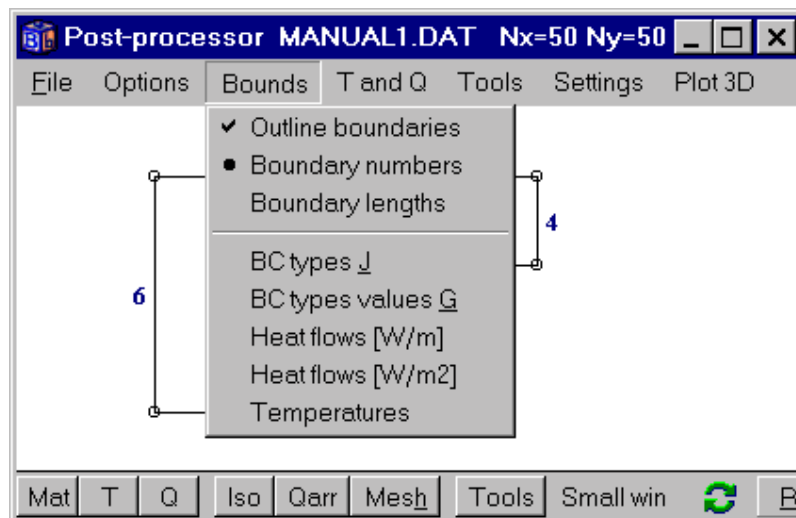 Post-processor MANUAL1.DAT Nx=50 Ny=50
File Options Bounds T and Q Tools Settings Plot 3D
Outline boundaries
Boundary numbers
Boundary lengths
4
BC types J
6
BC types values G
Heat flows [W/m]
Heat flows [W/m2]
Temperatures
Mat T Q Iso Qarr Mesh Tools Small win